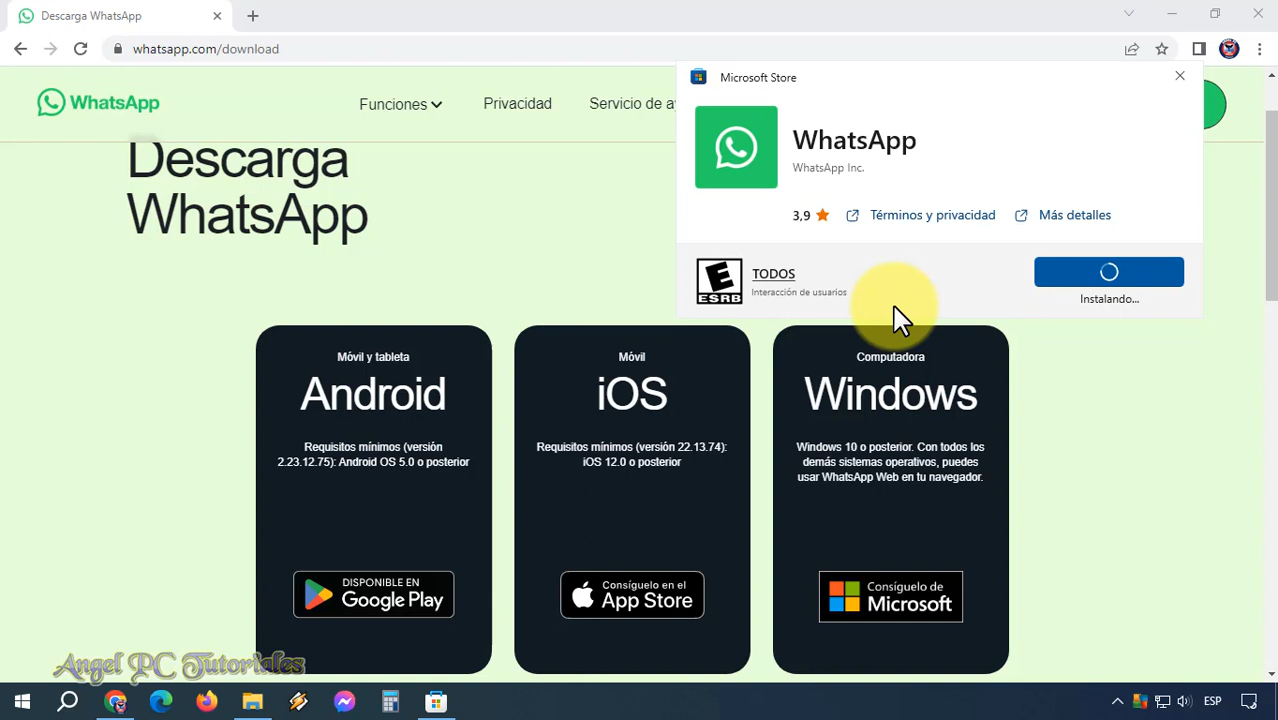 Descarga WhatsApp
whatsapp.com/download
WhatsApp
Funciones
Privacidad
Servicio de ay
Descarga
WhatsApp
Microsoft Store
WhatsApp
WhatsApp Inc.
3,9
Términos y privacidad
Más detalles
E
ESRB
TODOS
Interacción de usuarios
Instalando...
Móvil y tableta
Android
Requisitos mínimos (versión
2.23.12.75): Android OS 5.0 o posterior
DISPONIBLE EN
Google Play
Móvil
iOS
Requisitos mínimos (versión 22.13.74):
iOS 12.0 o posterior
Consíguelo en el
App Store
Computadora
Windows
Windows 10 o posterior. Con todos los
demás sistemas operativos, puedes
usar WhatsApp Web en tu navegador.
Consíguelo de
Microsoft
Angel PC Tutoriales
ESP